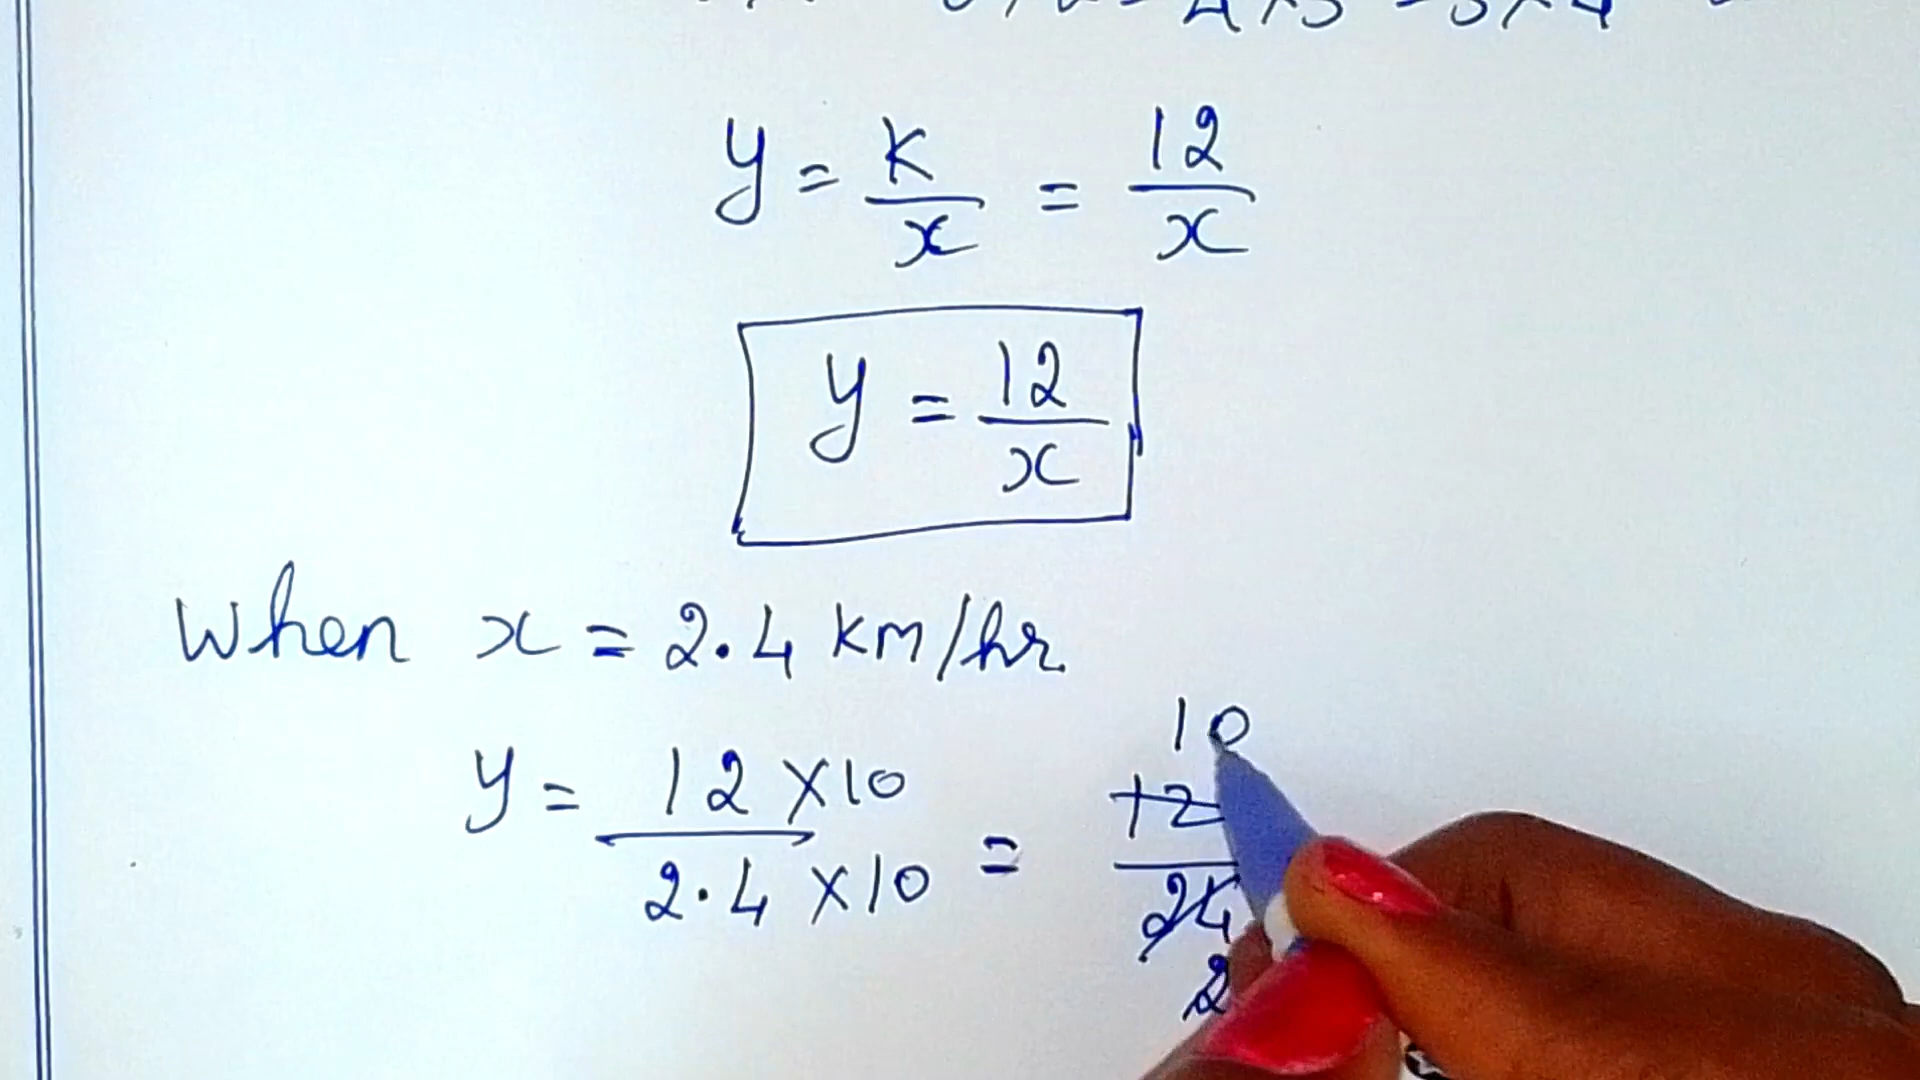 y = k/x = 12/x
y = 12/x
When x = 2.4 km/hr
y = 12 x 10 / 2.4 x 10 = 10 12 / 24 2